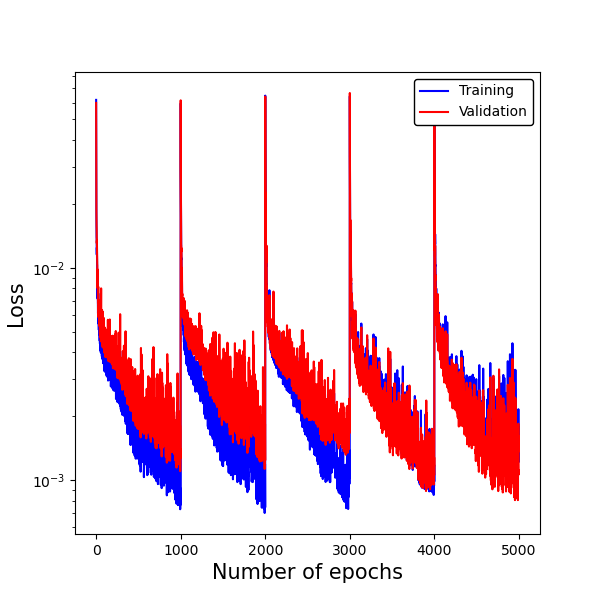 Training
Validation
Loss
10⁻²
10⁻³
0 1000 2000 3000 4000 5000
Number of epochs